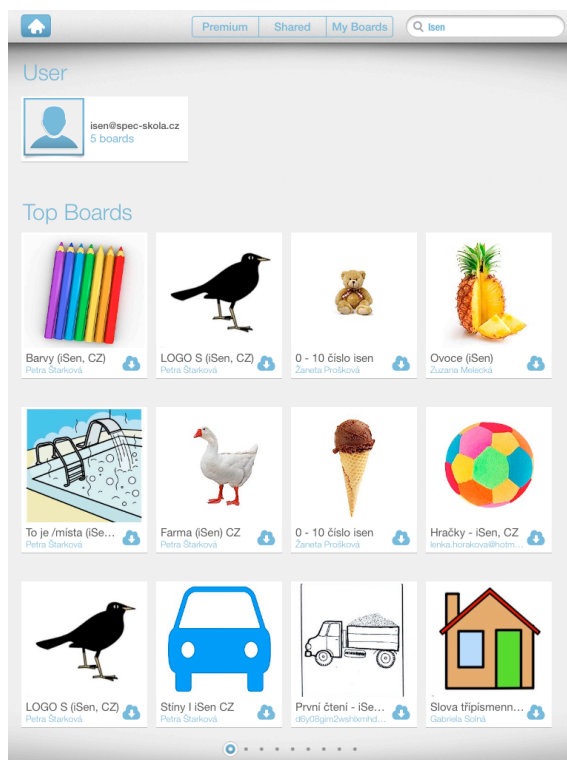 Premium Shared My Boards
Isen
User
isen@spec-skola.cz
5 boards
Top Boards
Barvy (iSen, CZ)
Petra Štarková
LOGO S (iSen, CZ)
Petra Štarková
0 - 10 číslo isen
Žaneta Prošková
Ovoce (iSen)
Zuzana Melecká
To je /místa (iSe...
Petra Štarková
Farma (iSen) CZ
Petra Štarková
0 - 10 číslo isen
Žaneta Prošková
Hračky - iSen, CZ
lenka.horakova@hotm...
LOGO S (iSen, CZ)
Petra Štarková
Stíny I iSen CZ
Petra Štarková
První čtení - iSe...
Slova třípísmenn...
Gabriela Solná